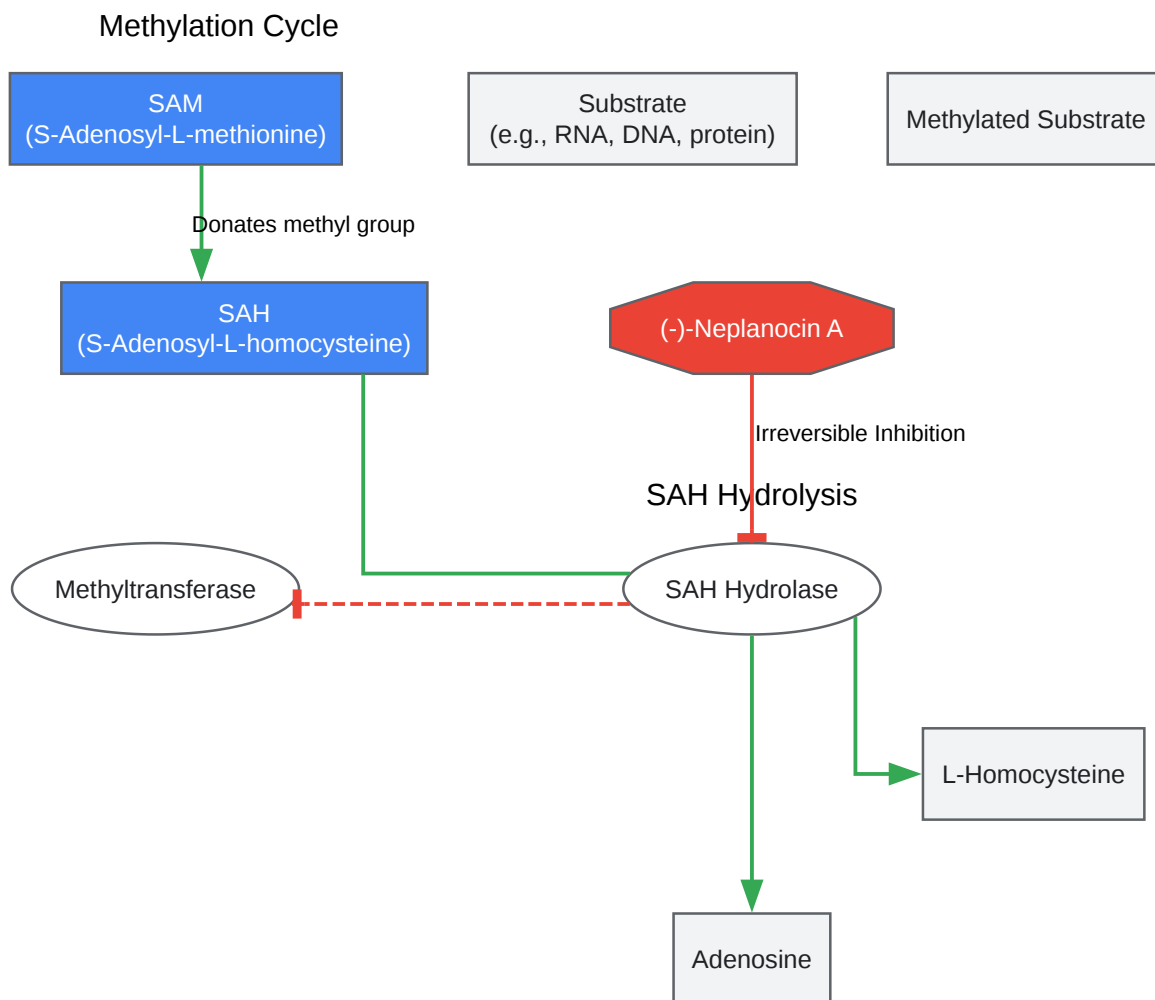 Methylation Cycle
SAM
(S-Adenosyl-L-methionine)
Substrate
(e.g., RNA, DNA, protein)
Methylated Substrate
Donates methyl group
SAH
(S-Adenosyl-L-homocysteine)
(-)-Neplanocin A
Irreversible Inhibition
SAH Hydrolysis
Methyltransferase
SAH Hydrolase
L-Homocysteine
Adenosine